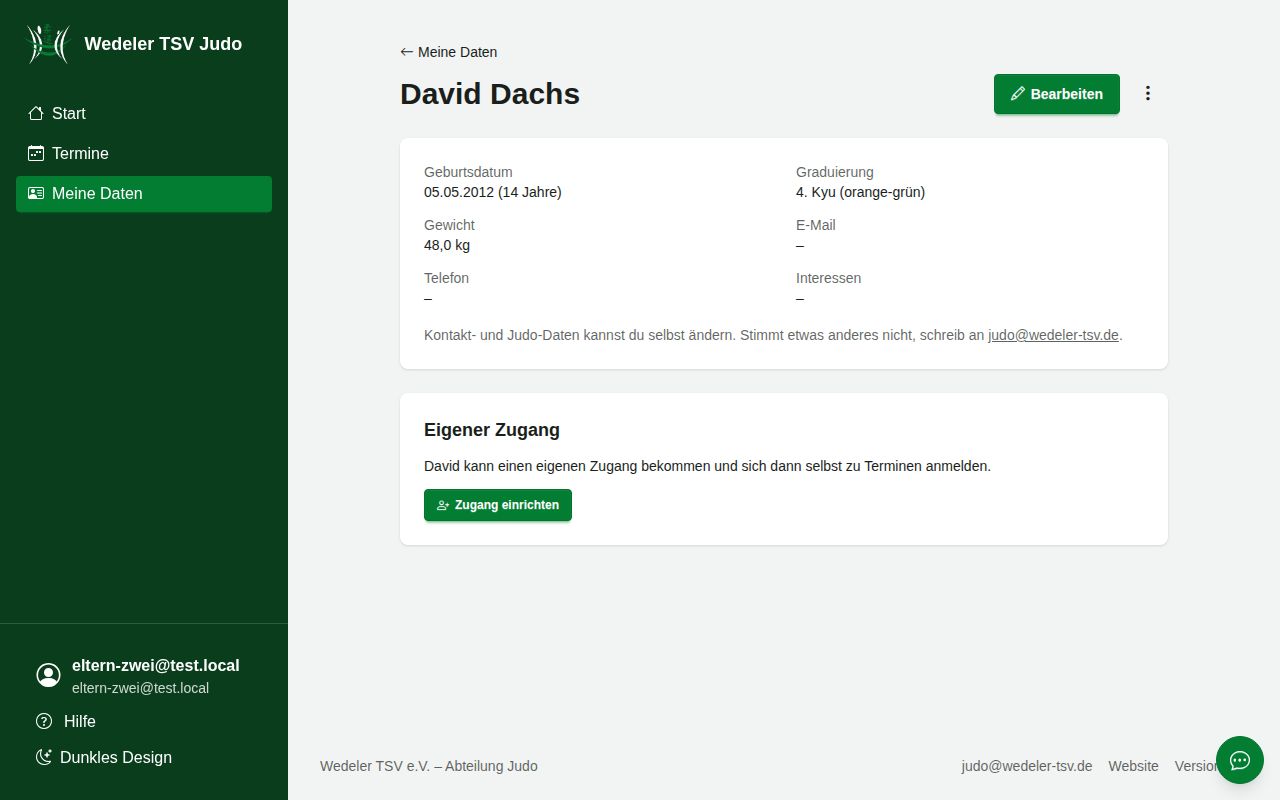 Wedeler TSV Judo
Start
Termine
Meine Daten
eltern-zwei@test.local
eltern-zwei@test.local
Hilfe
Dunkles Design
← Meine Daten
David Dachs
Bearbeiten
Geburtsdatum
05.05.2012 (14 Jahre)
Graduierung
4. Kyu (orange-grün)
Gewicht
48,0 kg
E-Mail
–
Telefon
–
Interessen
–
Kontakt- und Judo-Daten kannst du selbst ändern. Stimmt etwas anderes nicht, schreib an judo@wedeler-tsv.de.
Eigener Zugang
David kann einen eigenen Zugang bekommen und sich dann selbst zu Terminen anmelden.
Zugang einrichten
Wedeler TSV e.V. – Abteilung Judo
judo@wedeler-tsv.de Website